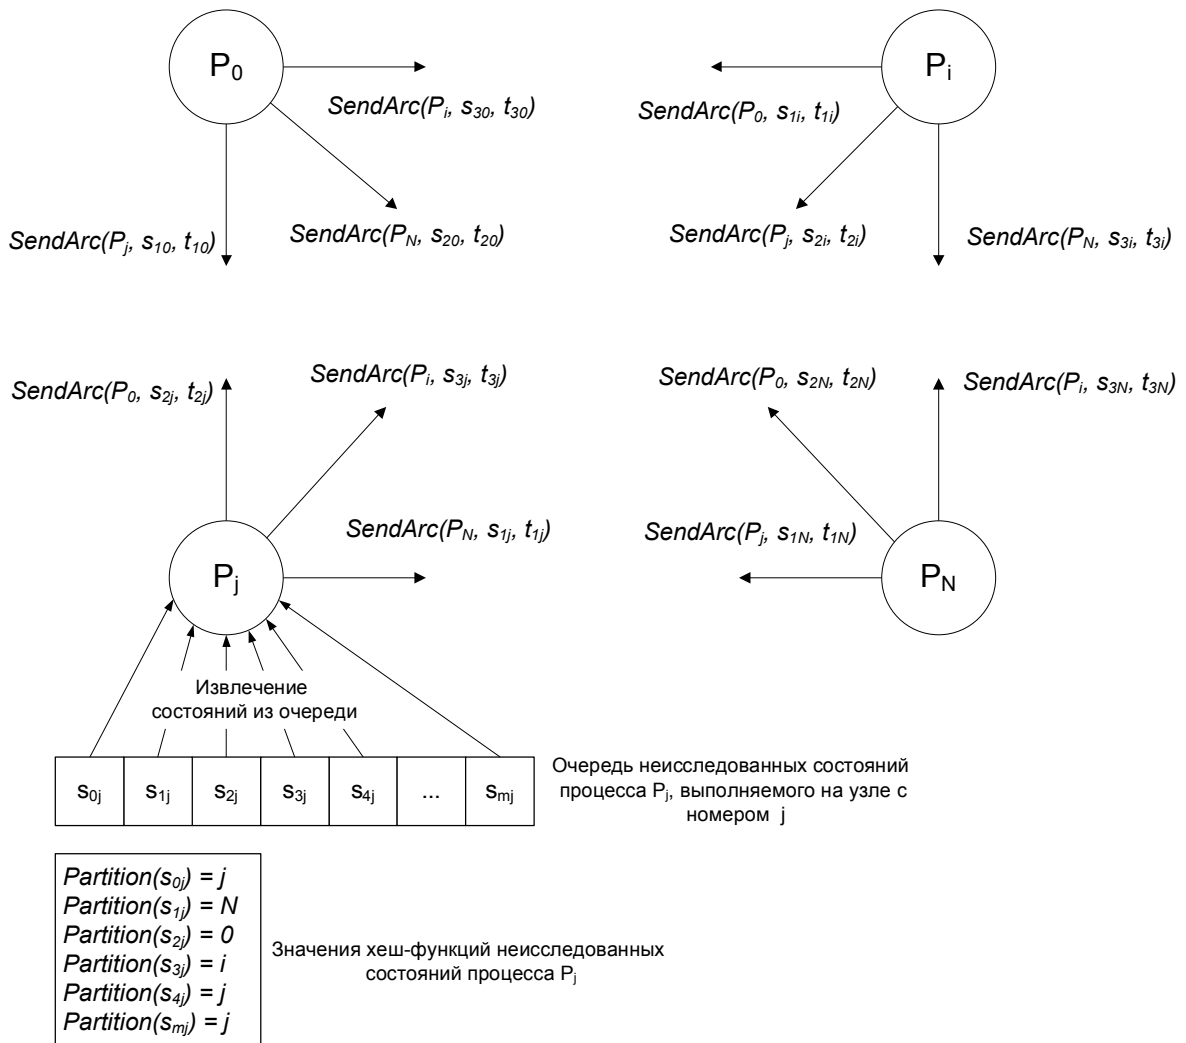 P0
Pi
SendArc(Pi, s30, t30)
SendArc(P0, s1i, t1i)
SendArc(Pj, s10, t10)
SendArc(PN, s20, t20)
SendArc(Pj, s2i, t2i)
SendArc(PN, s3i, t3i)
SendArc(P0, s2j, t2j)
SendArc(Pi, s3j, t3j)
SendArc(P0, s2N, t2N)
SendArc(Pi, s3N, t3N)
SendArc(PN, s1j, t1j)
SendArc(Pj, s1N, t1N)
Pj
PN
Извлечение
состояний из очереди
s0j s1j s2j s3j s4j ... smj
Очередь неисследованных состояний
процесса Pj, выполняемого на узле с
номером j
Partition(s0j) = j
Partition(s1j) = N
Partition(s2j) = 0
Partition(s3j) = i
Partition(s4j) = j
Partition(smj) = j
Значения хеш-функций неисследованных
состояний процесса Pj